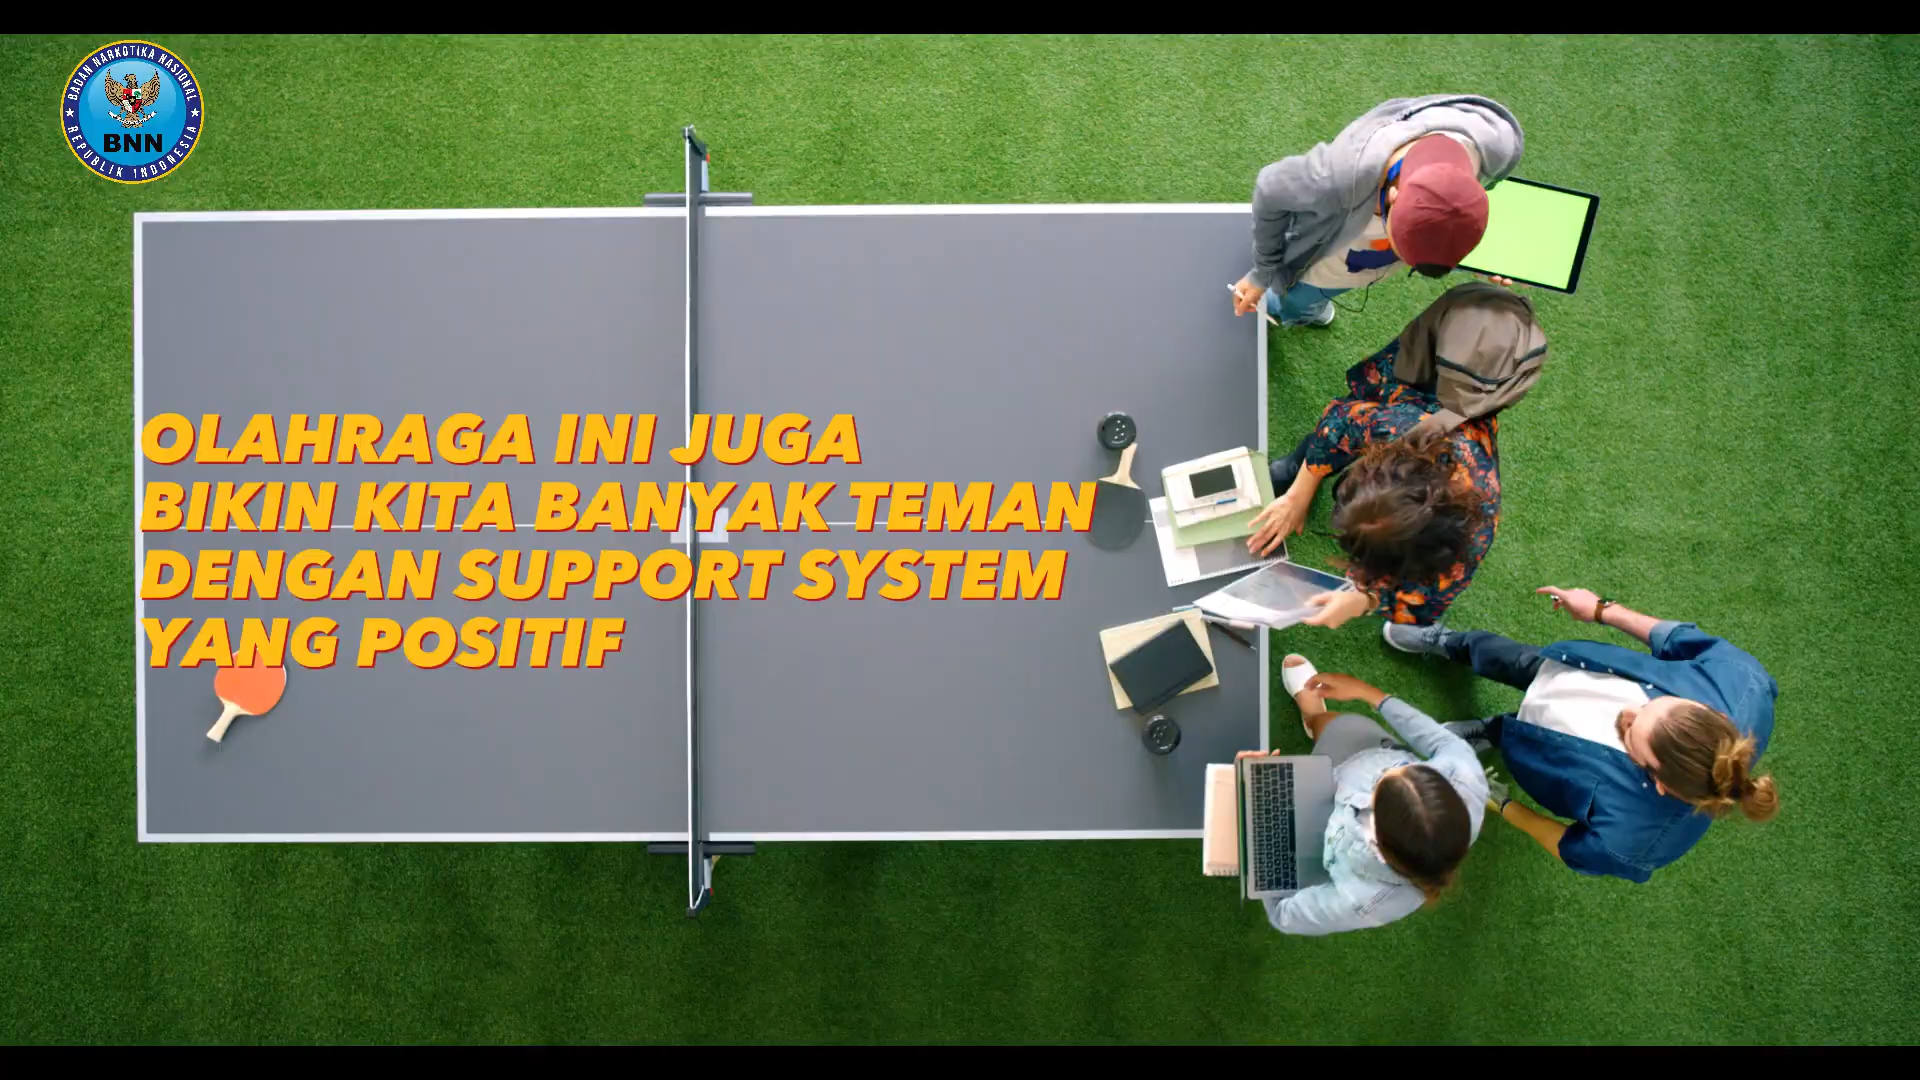 BADAN NARKOTIKA NASIONAL
BNN
REPUBLIK INDONESIA
OLAHRAGA INI JUGA
BIKIN KITA BANYAK TEMAN
DENGAN SUPPORT SYSTEM
YANG POSITIF